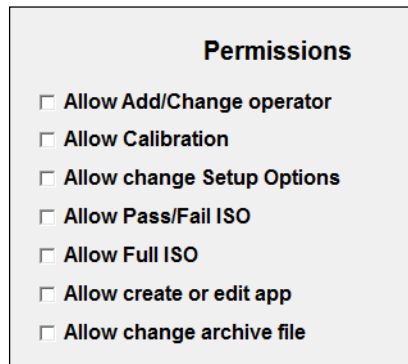 Permissions
Allow Add/Change operator
Allow Calibration
Allow change Setup Options
Allow Pass/Fail ISO
Allow Full ISO
Allow create or edit app
Allow change archive file